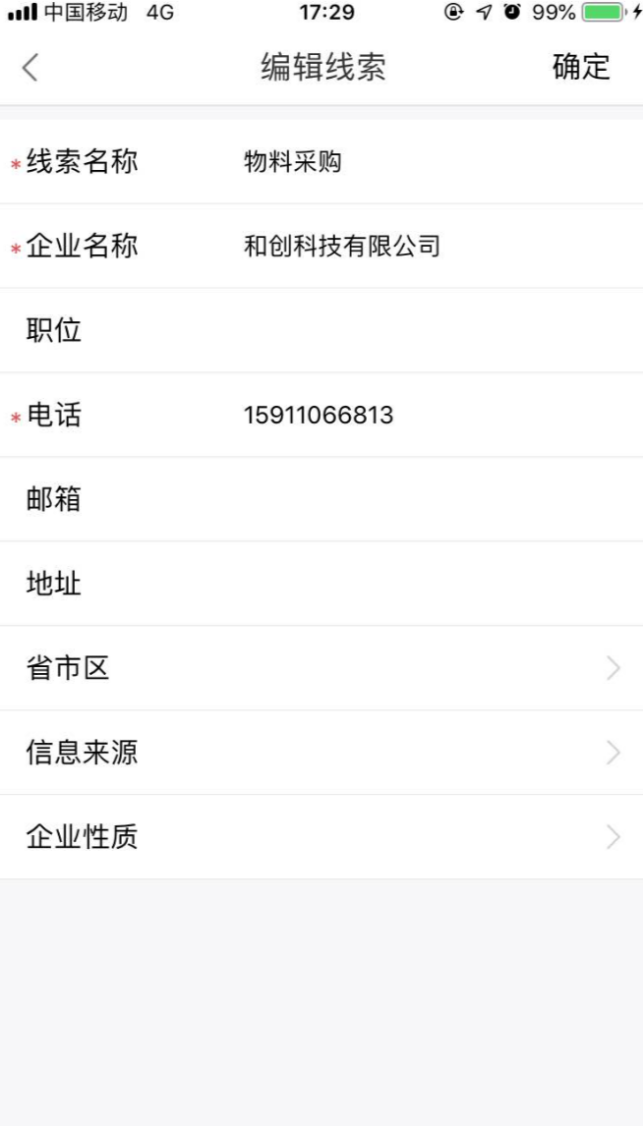 中国移动 4G 17:29 99%
编辑线索 确定
*线索名称 物料采购
*企业名称 和创科技有限公司
职位
*电话 15911066813
邮箱
地址
省市区
信息来源
企业性质